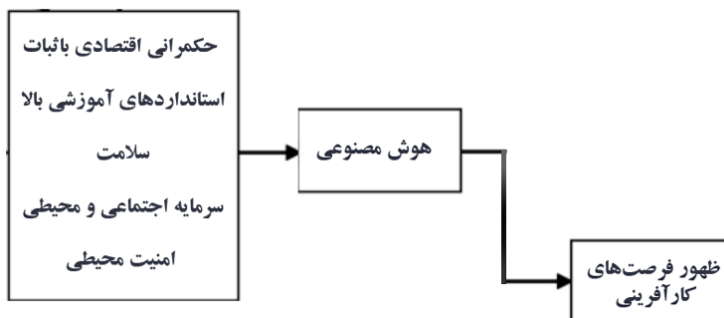 حکمرانی اقتصادی باثبات
استانداردهای آموزشی بالا
سلامت
سرمایه اجتماعی و محیطی
امنیت محیطی
هوش مصنوعی
ظهور فرصت‌های
کارآفرینی